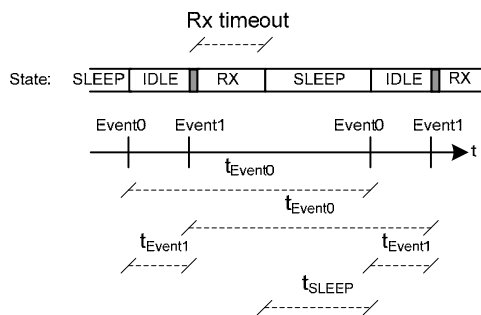 Rx timeout
State: SLEEP IDLE RX SLEEP IDLE RX
Event0 Event1 Event0 Event1 t
tEvent0
tEvent0
tEvent1 tEvent1
tSLEEP